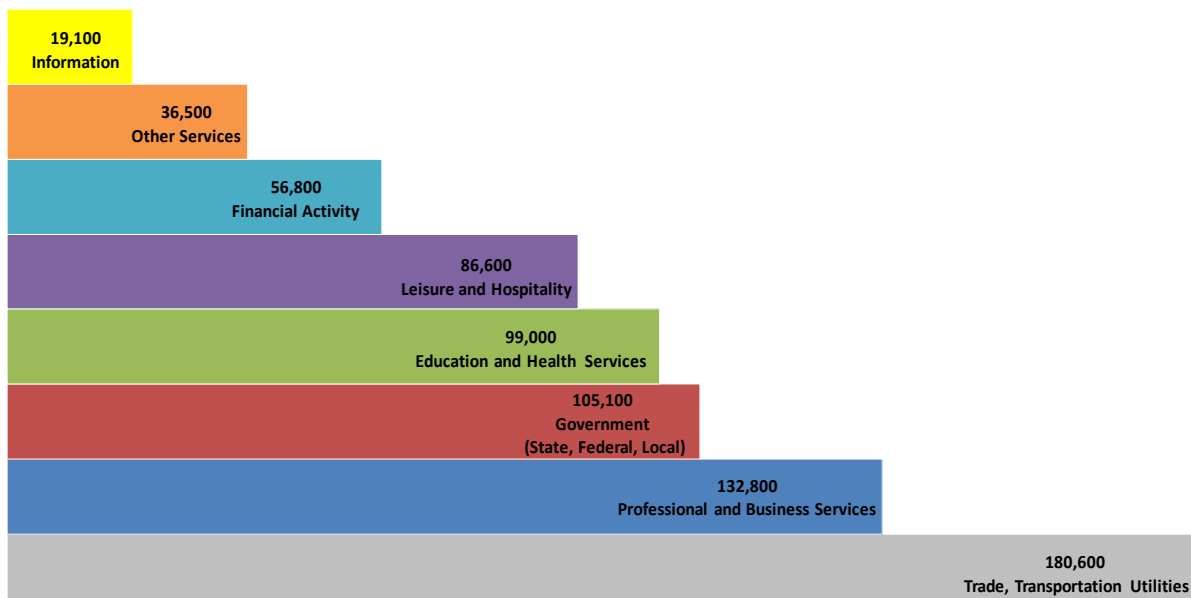 19,100
Information
36,500
Other Services
56,800
Financial Activity
86,600
Leisure and Hospitality
99,000
Education and Health Services
105,100
Government
(State, Federal, Local)
132,800
Professional and Business Services
180,600
Trade, Transportation Utilities